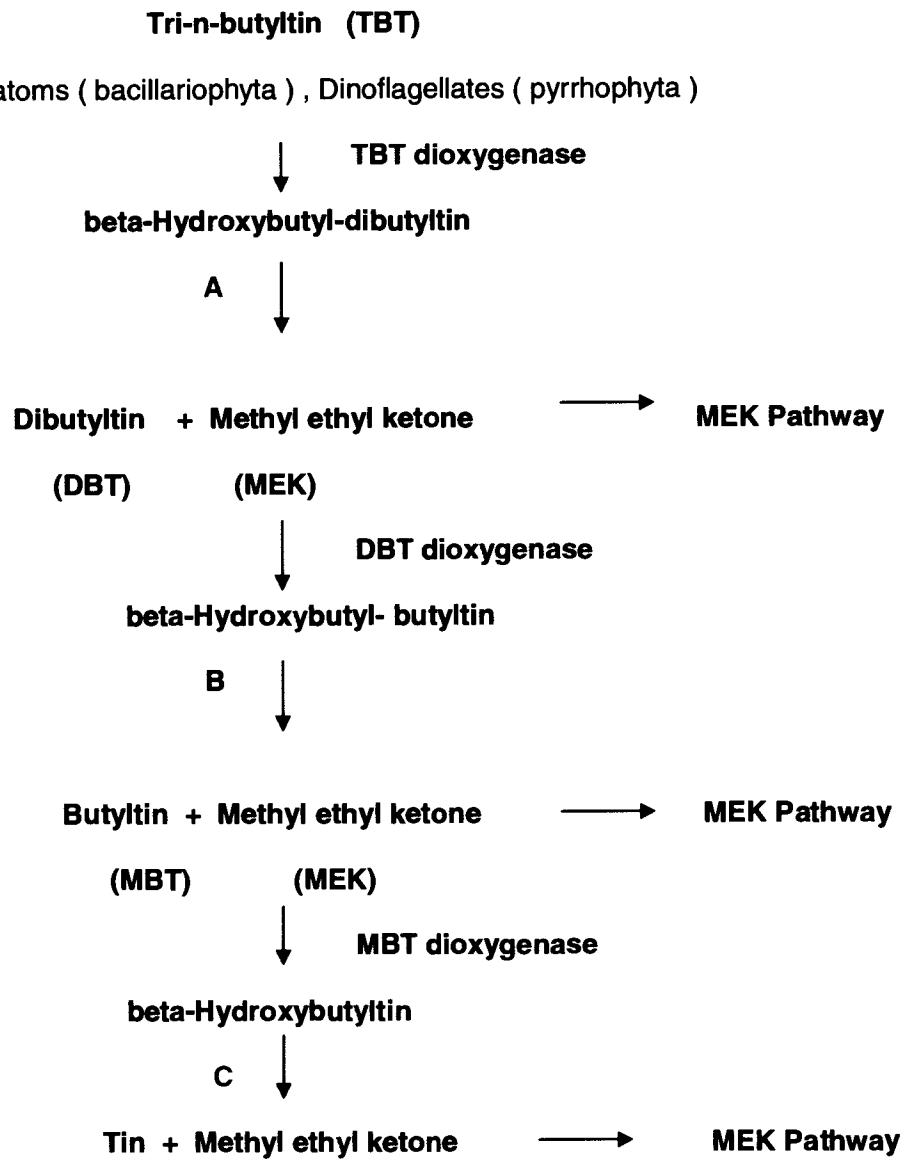 Tri-n-butyltin (TBT)
atoms ( bacillariophyta ) , Dinoflagellates ( pyrrhophyta )
TBT dioxygenase
beta-Hydroxybutyl-dibutyltin
A
Dibutyltin + Methyl ethyl ketone MEK Pathway
(DBT) (MEK)
DBT dioxygenase
beta-Hydroxybutyl- butyltin
B
Butyltin + Methyl ethyl ketone MEK Pathway
(MBT) (MEK)
MBT dioxygenase
beta-Hydroxybutyltin
C
Tin + Methyl ethyl ketone MEK Pathway